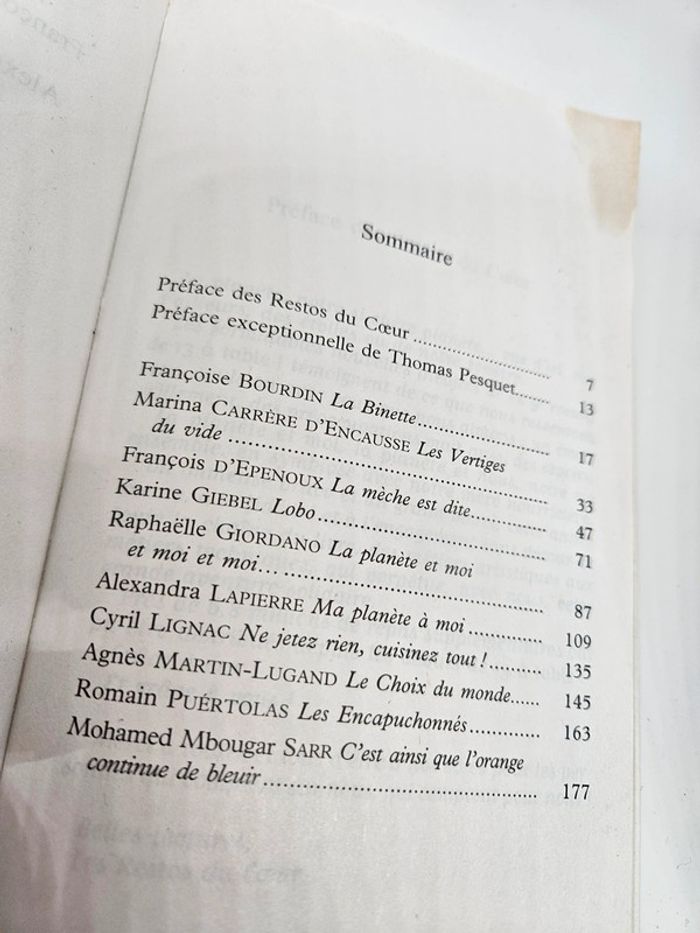 Sommaire
Préface des Restos du Cœur .......................... 7
Préface exceptionnelle de Thomas Pesquet....... 13
Françoise BOURDIN La Binette......................... 17
Marina CARRÈRE D'ENCAUSSE Les Vertiges
du vide ................................................... 33
François D'EPENOUX La mèche est dite............. 47
Karine GIEBEL Lobo...................................... 71
Raphaëlle GIORDANO La planète et moi
et moi et moi... ........................................ 87
Alexandra LAPIERRE Ma planète à moi ............ 109
Cyril LIGNAC Ne jetez rien, cuisinez tout !......... 135
Agnès MARTIN-LUGAND Le Choix du monde...... 145
Romain PUÉRTOLAS Les Encapuchonnés............. 163
Mohamed Mbougar SARR C'est ainsi que l'orange
continue de bleuir ....................................... 177